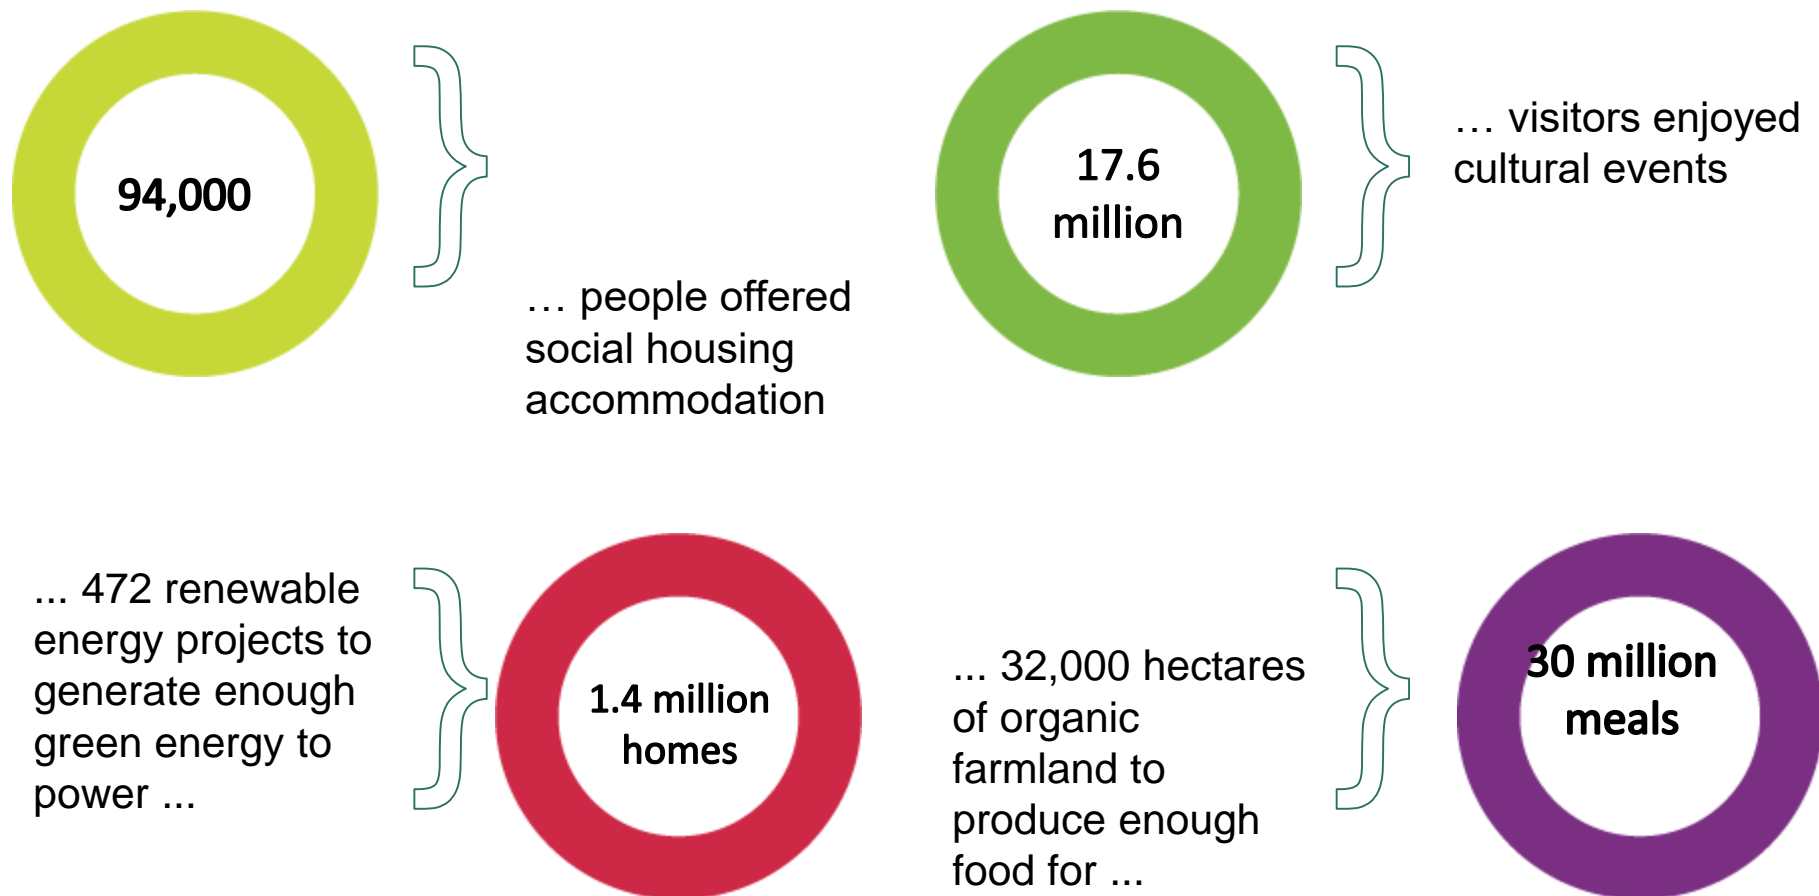 94,000
… people offered
social housing
accommodation
17.6
million
… visitors enjoyed
cultural events
... 472 renewable
energy projects to
generate enough
green energy to
power ...
1.4 million
homes
... 32,000 hectares
of organic
farmland to
produce enough
food for ...
30 million
meals